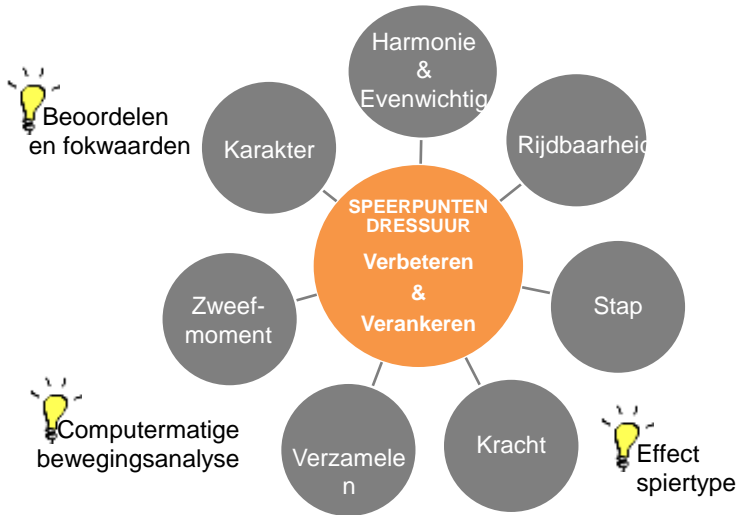 Harmonie
&
Evenwichtig
Beoordelen
en fokwaarden
Karakter
Rijdbaarheid
SPEERPUNTEN
DRESSUUR
Verbeteren
&
Verankeren
Zweef-
moment
Stap
Computermatige
bewegingsanalyse
Verzamele
n
Kracht
Effect
spiertype